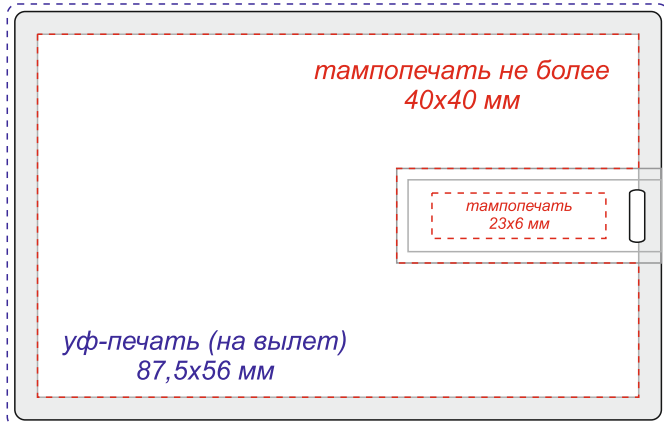 тампопечать не более
40х40 мм
тампопечать
23х6 мм
уф-печать (на вылет)
87,5х56 мм